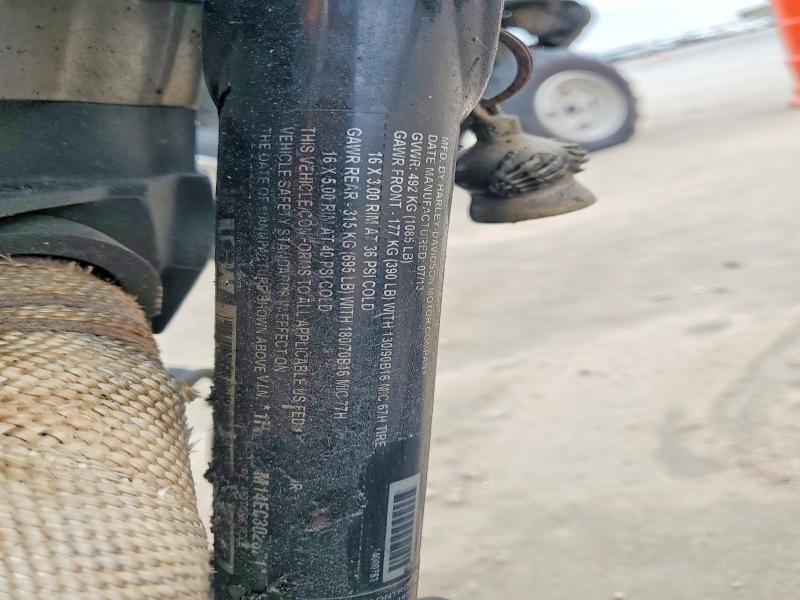 MFD. BY HARLEY-DAVIDSON MOTOR COMPANY
DATE MANUFACTURED: 07/13
GVWR: 492 KG (1085 LB)
GAWR FRONT - 177 KG (390 LB) WITH 130/90B16 M/C 67H TIRE
16 X 3.00 RIM AT 36 PSI COLD
GAWR REAR - 315 KG (695 LB) WITH 180/70B16 M/C 77H
16 X 5.00 RIM AT 40 PSI COLD
THIS VEHICLE CONFORMS TO ALL APPLICABLE US FED
VEHICLE SAFETY STANDARDS IN EFFECT ON
THE DATE OF MANUFACTURE SHOWN ABOVE V.I.N.